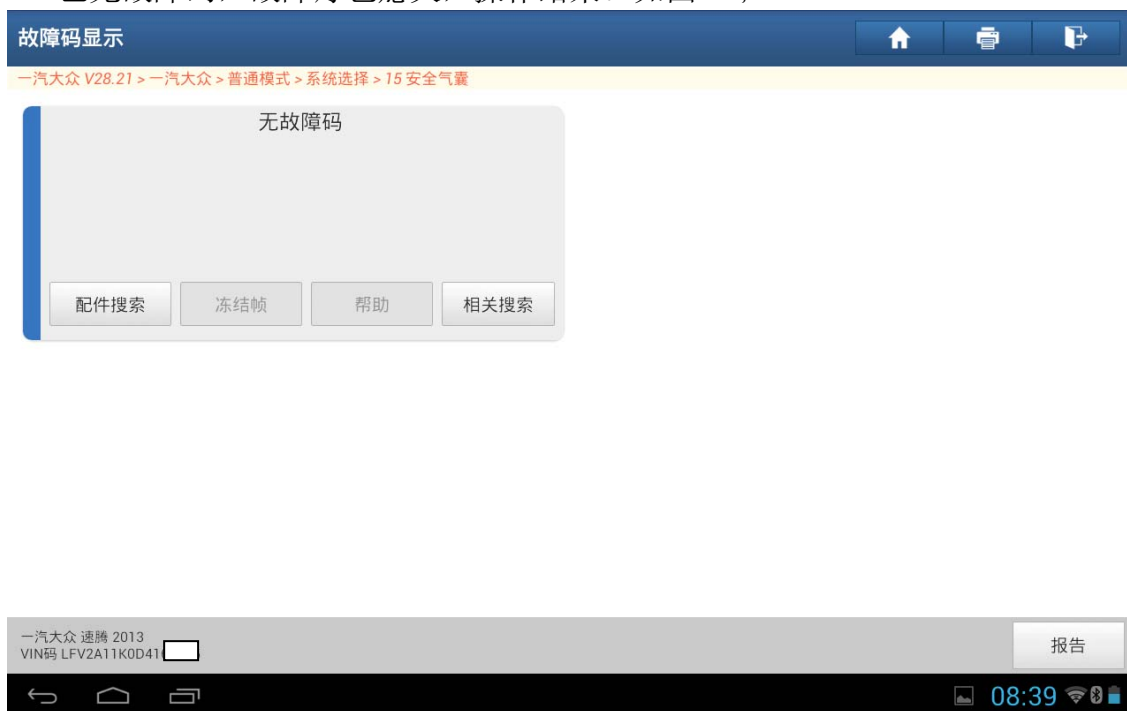 故障码显示
一汽大众 V28.21 > 一汽大众 > 普通模式 > 系统选择 > 15 安全气囊
无故障码
配件搜索 冻结帧 帮助 相关搜索
一汽大众 速腾 2013
VIN码 LFV2A11K0D41
报告
08:39